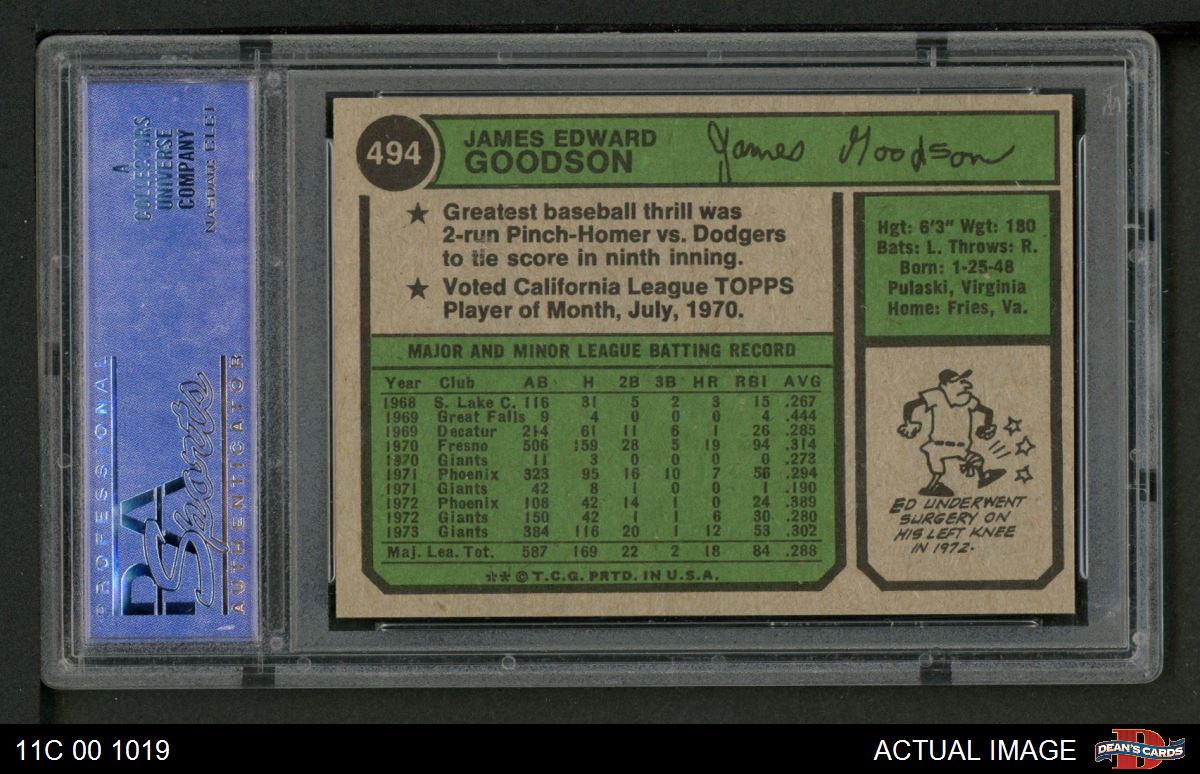 A
COLLECTORS
UNIVERSE
COMPANY
NASDAQ: CLCT
PROFESSIONAL
PSA
Sports
AUTHENTICATOR
494
JAMES EDWARD
GOODSON
James Goodson
★ Greatest baseball thrill was
2-run Pinch-Homer vs. Dodgers
to tie score in ninth inning.
★ Voted California League TOPPS
Player of Month, July, 1970.
Hgt: 6'3" Wgt: 180
Bats: L. Throws: R.
Born: 1-25-48
Pulaski, Virginia
Home: Fries, Va.
MAJOR AND MINOR LEAGUE BATTING RECORD
Year Club AB H 2B 3B HR RBI AVG
1968 S. Lake C. 116 31 5 2 3 15 .267
1969 Great Falls 9 4 0 0 0 4 .444
1969 Decatur 214 61 11 6 1 26 .285
1970 Fresno 506 159 28 5 19 94 .314
1970 Giants 11 3 0 0 0 0 .273
1971 Phoenix 323 95 16 10 7 56 .294
1971 Giants 42 8 1 0 0 1 .190
1972 Phoenix 108 42 14 1 0 24 .389
1972 Giants 150 42 1 1 6 30 .280
1973 Giants 384 116 20 1 12 53 .302
Maj. Lea. Tot. 587 169 22 2 18 84 .288
** © T.C.G. PRTD. IN U.S.A.
ED UNDERWENT
SURGERY ON
HIS LEFT KNEE
IN 1972.
11C 00 1019
ACTUAL IMAGE
DEAN'S CARDS